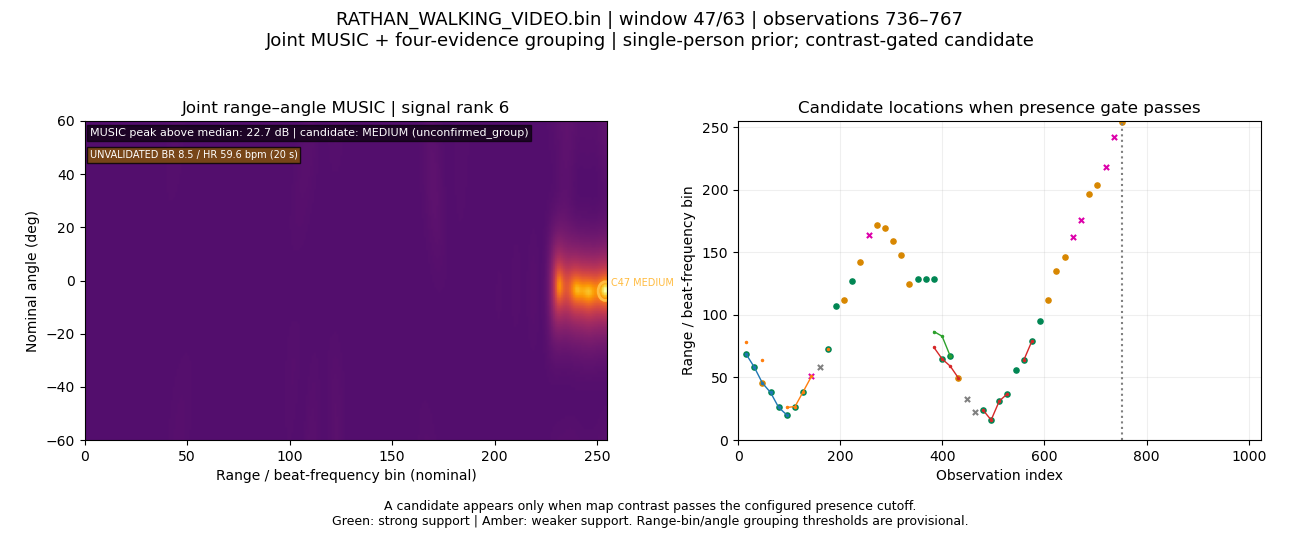 RATHAN_WALKING_VIDEO.bin | window 47/63 | observations 736–767
Joint MUSIC + four-evidence grouping | single-person prior; contrast-gated candidate
Joint range–angle MUSIC | signal rank 6
MUSIC peak above median: 22.7 dB | candidate: MEDIUM (unconfirmed_group)
UNVALIDATED BR 8.5 / HR 59.6 bpm (20 s)
C47 MEDIUM
60
40
20
0
−20
−40
−60
Nominal angle (deg)
0 50 100 150 200 250
Range / beat-frequency bin (nominal)
Candidate locations when presence gate passes
250
200
150
100
50
0
Range / beat-frequency bin
0 200 400 600 800 1000
Observation index
A candidate appears only when map contrast passes the configured presence cutoff.
Green: strong support | Amber: weaker support. Range-bin/angle grouping thresholds are provisional.